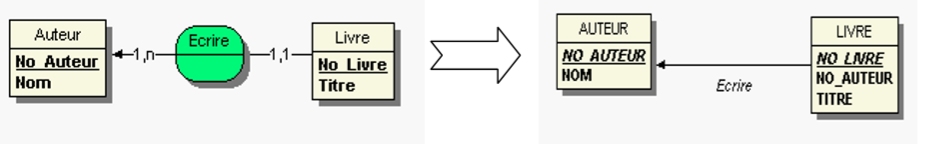 Auteur
No_Auteur
Nom
1,n
Ecrire
1,1
Livre
No_Livre
Titre
AUTEUR
NO_AUTEUR
NOM
Ecrire
LIVRE
NO_LIVRE
NO_AUTEUR
TITRE